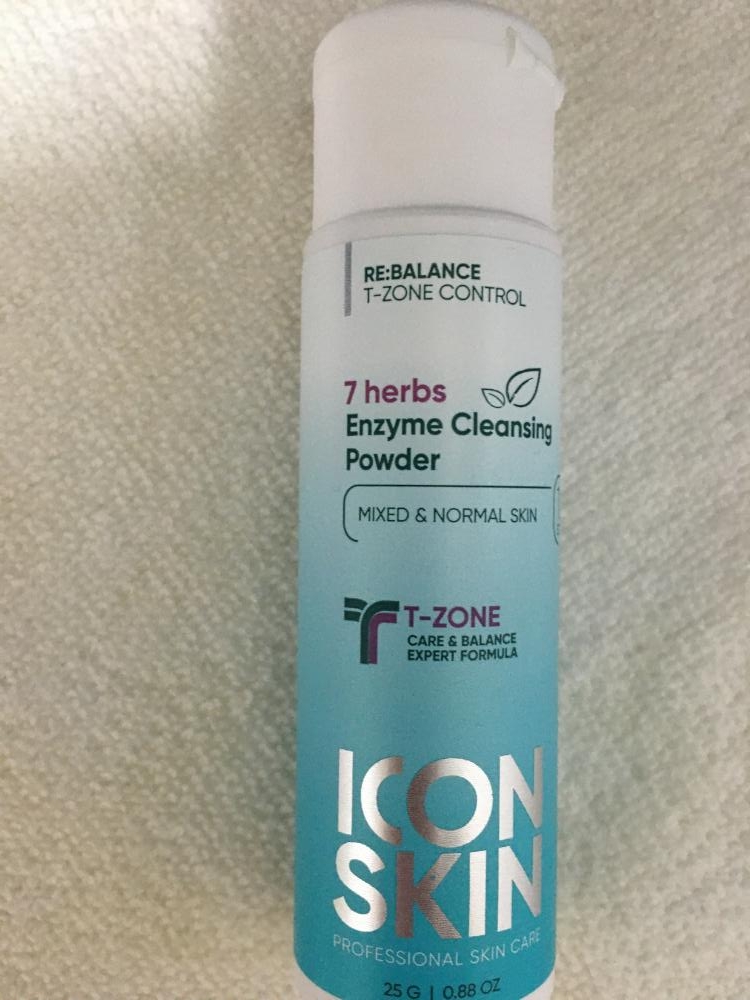 RE:BALANCE
T-ZONE CONTROL
7 herbs
Enzyme Cleansing
Powder
MIXED & NORMAL SKIN
T-ZONE
CARE & BALANCE
EXPERT FORMULA
ICON
SKIN
PROFESSIONAL SKIN CARE
25 G | 0.88 OZ